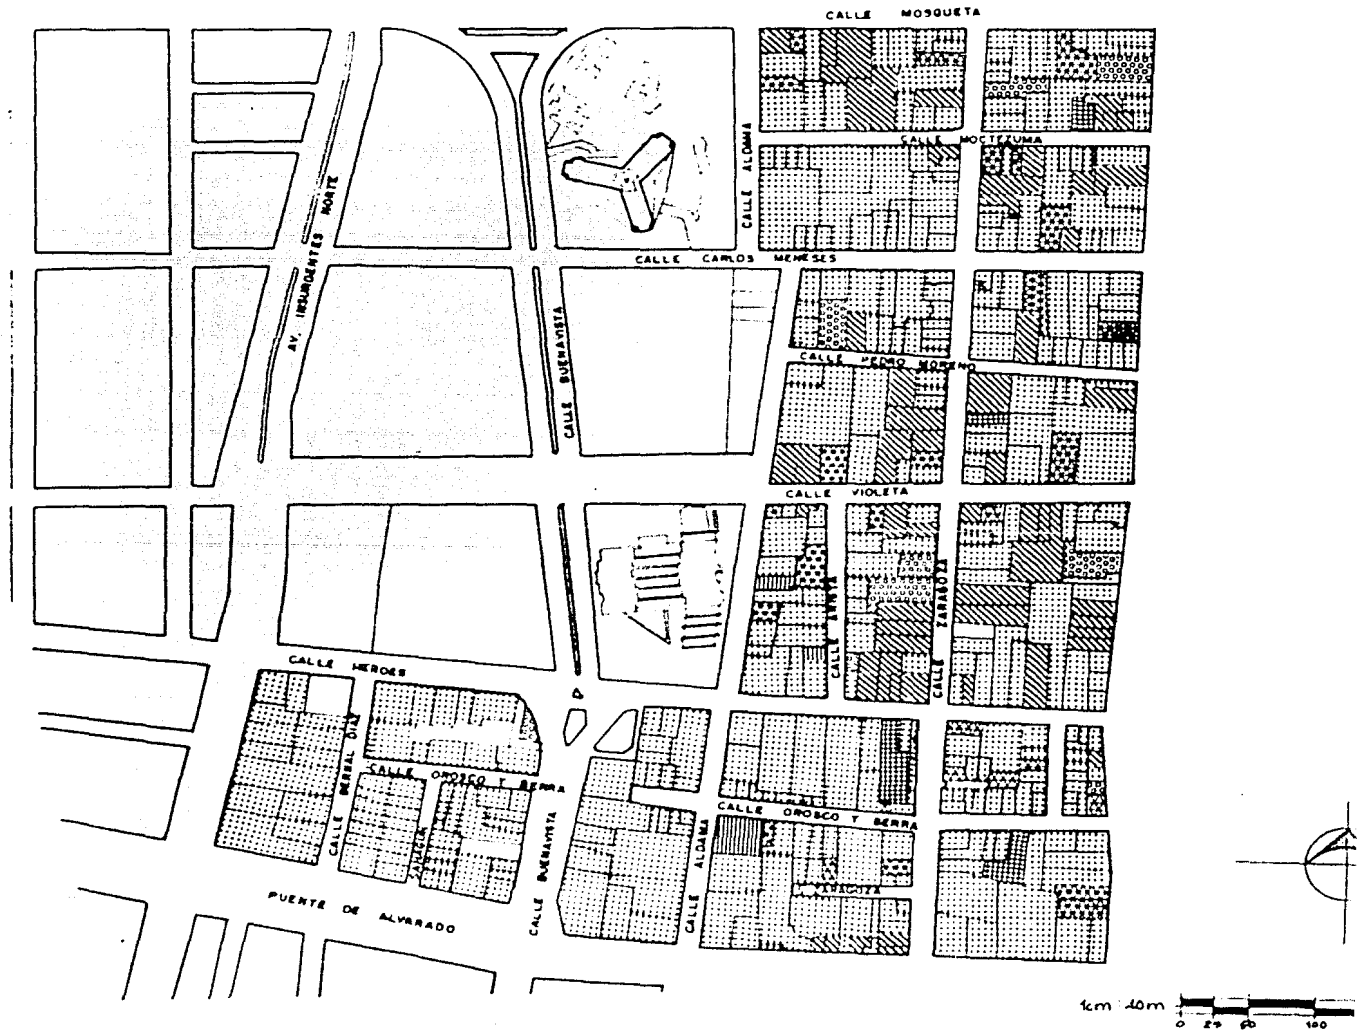 CALLE MOSQUETA
CALLE MOCTEZUMA
CALLE ALDAMA
AV. INSURGENTES NORTE
CALLE CARLOS MENESES
CALLE BUENAVISTA
CALLE PEDRO MORENO
CALLE VIOLETA
CALLE ZARAGOZA
CALLE HEROES
CALLE BERNAL DIAZ
CALLE OROSCO Y BERRA
CALLE OROSCO Y BERRA
CALLE BUENAVISTA
CALLE ALDAMA
ZARAGOZA
PUENTE DE ALVARADO
0 25 50 100